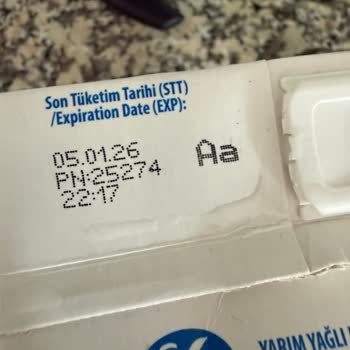 Son Tüketim Tarihi (STT)
/Expiration Date (EXP):
05.01.26
PN:25274
22:17
Aa
YARIM YAĞLI